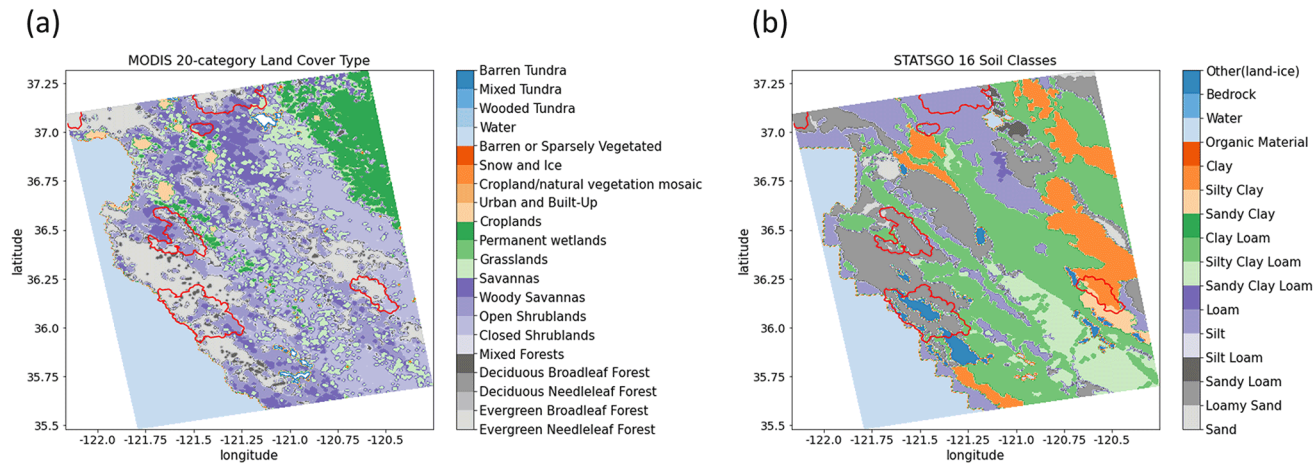 (a)
MODIS 20-category Land Cover Type
37.25
37.0
36.75
36.5
36.25
36.0
35.75
35.5
latitude
-122.0 -121.75 -121.5 -121.25 -121.0 -120.75 -120.5
longitude
Barren Tundra
Mixed Tundra
Wooded Tundra
Water
Barren or Sparsely Vegetated
Snow and Ice
Cropland/natural vegetation mosaic
Urban and Built-Up
Croplands
Permanent wetlands
Grasslands
Savannas
Woody Savannas
Open Shrublands
Closed Shrublands
Mixed Forests
Deciduous Broadleaf Forest
Deciduous Needleleaf Forest
Evergreen Broadleaf Forest
Evergreen Needleleaf Forest
(b)
STATSGO 16 Soil Classes
37.25
37.0
36.75
36.5
36.25
36.0
35.75
35.5
latitude
-122.0 -121.75 -121.5 -121.25 -121.0 -120.75 -120.5
longitude
Other(land-ice)
Bedrock
Water
Organic Material
Clay
Silty Clay
Sandy Clay
Clay Loam
Silty Clay Loam
Sandy Clay Loam
Loam
Silt
Silt Loam
Sandy Loam
Loamy Sand
Sand